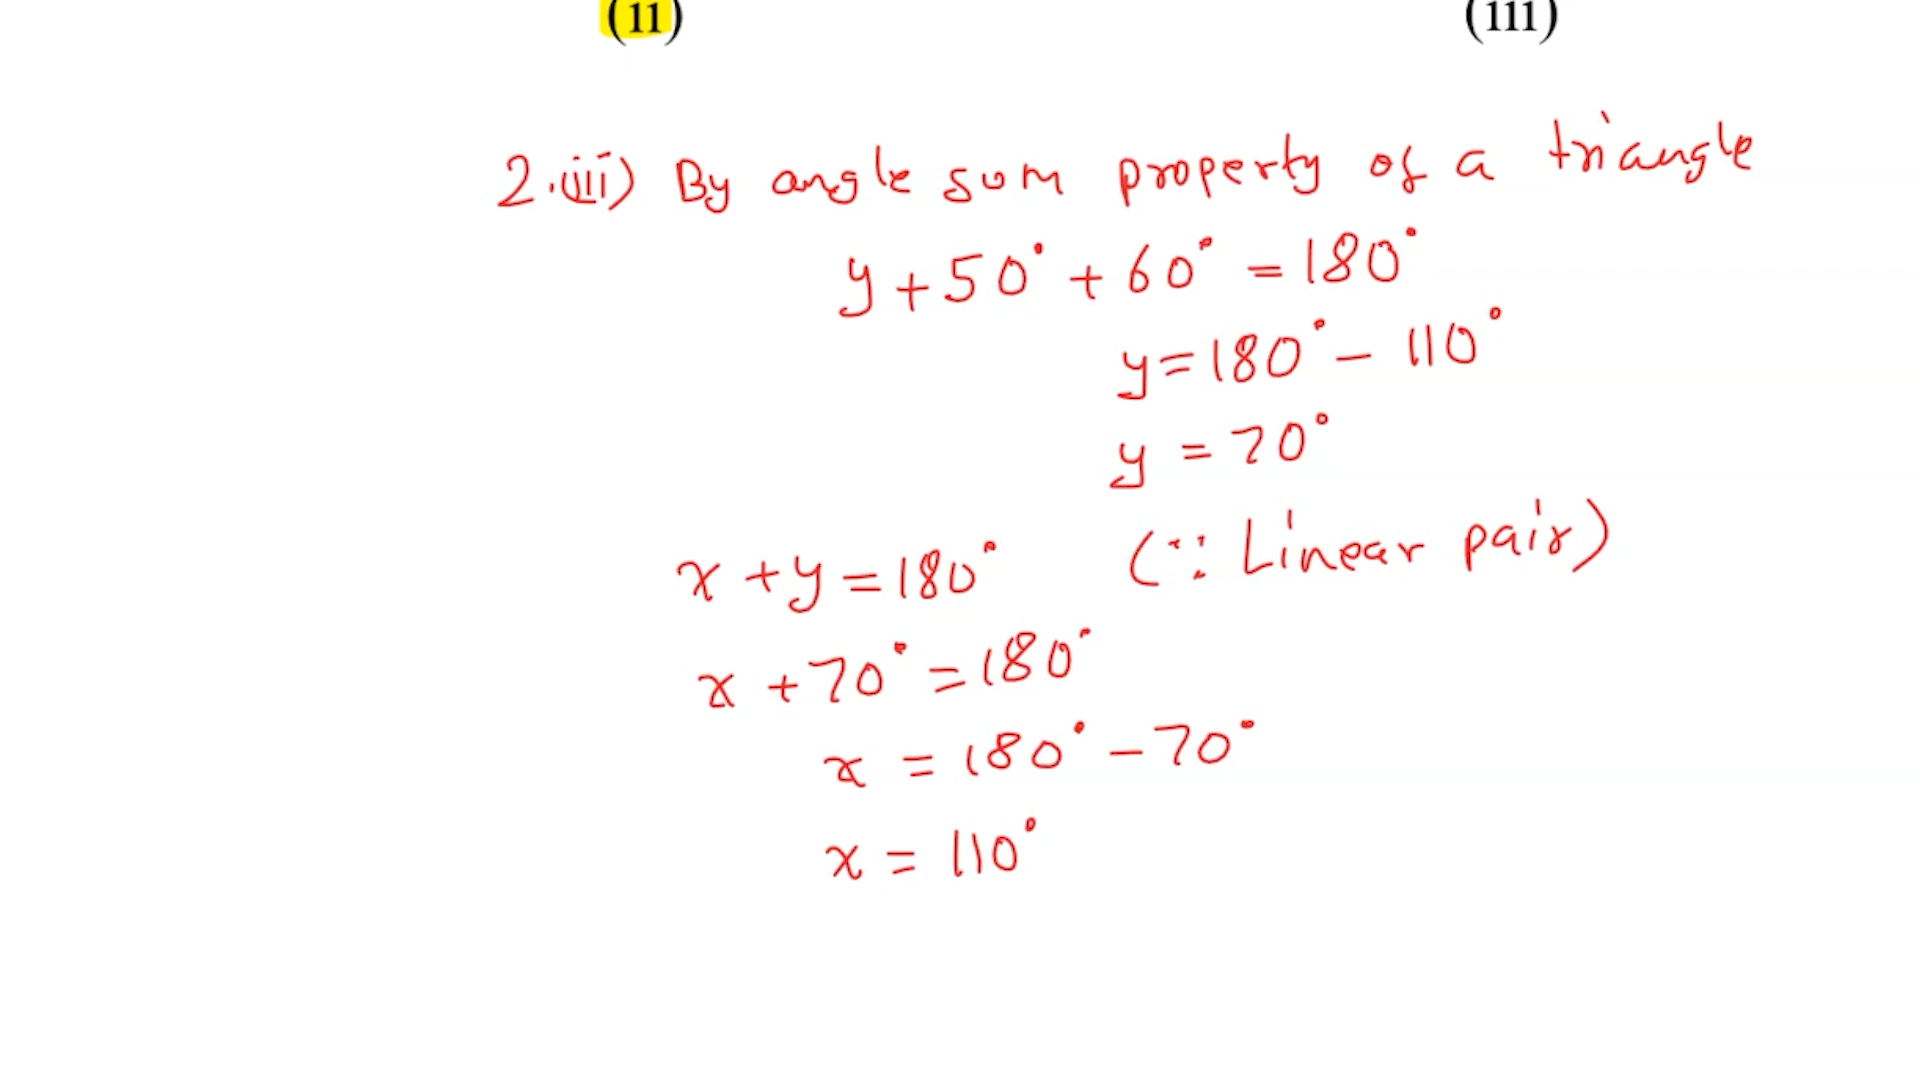 (ii) (iii)
2.(iii) By angle sum property of a triangle
y + 50° + 60° = 180°
y = 180° − 110°
y = 70°
x + y = 180° (∵ Linear pair)
x + 70° = 180°
x = 180° − 70°
x = 110°